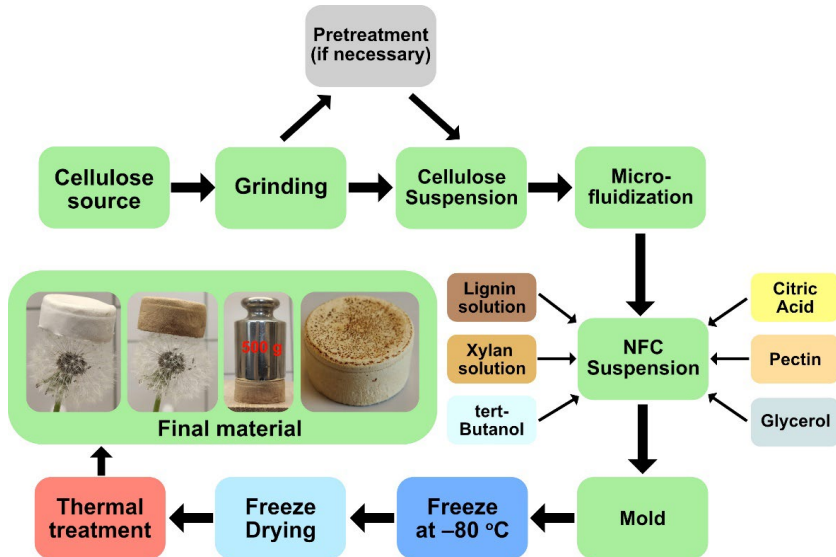 Pretreatment
(if necessary)
Cellulose
source
Grinding
Cellulose
Suspension
Micro-
fluidization
Lignin
solution
Xylan
solution
tert-
Butanol
NFC
Suspension
Citric
Acid
Pectin
Glycerol
500 g
Final material
Thermal
treatment
Freeze
Drying
Freeze
at –80 °C
Mold